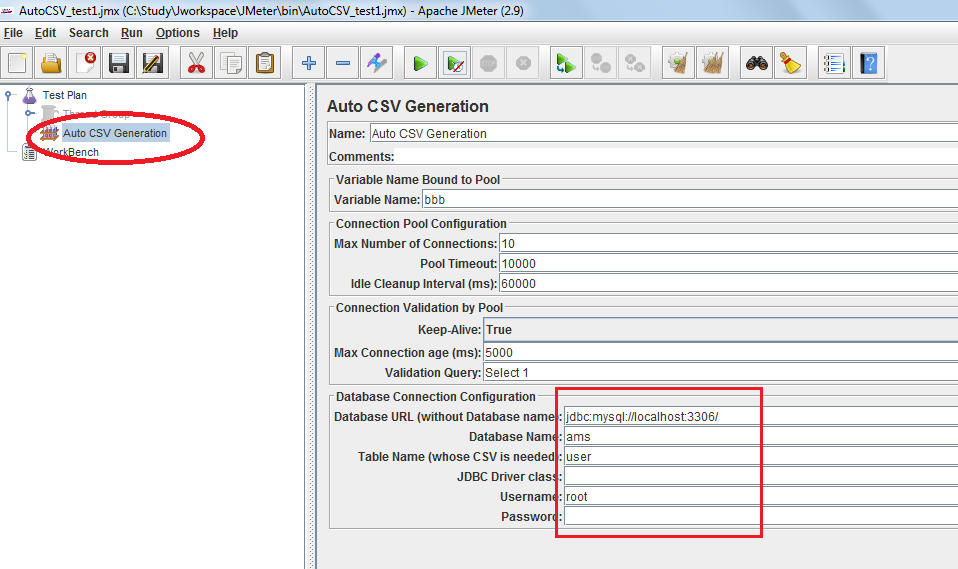 AutoCSV_test1.jmx (C:\Study\Jworkspace\JMeter\bin\AutoCSV_test1.jmx) - Apache JMeter (2.9)
File Edit Search Run Options Help
Test Plan
Thread Group
Auto CSV Generation
WorkBench
Auto CSV Generation
Name: Auto CSV Generation
Comments:
Variable Name Bound to Pool
Variable Name: bbb
Connection Pool Configuration
Max Number of Connections: 10
Pool Timeout: 10000
Idle Cleanup Interval (ms): 60000
Connection Validation by Pool
Keep-Alive: True
Max Connection age (ms): 5000
Validation Query: Select 1
Database Connection Configuration
Database URL (without Database name): jdbc:mysql://localhost:3306/
Database Name: ams
Table Name (whose CSV is needed): user
JDBC Driver class:
Username: root
Password: